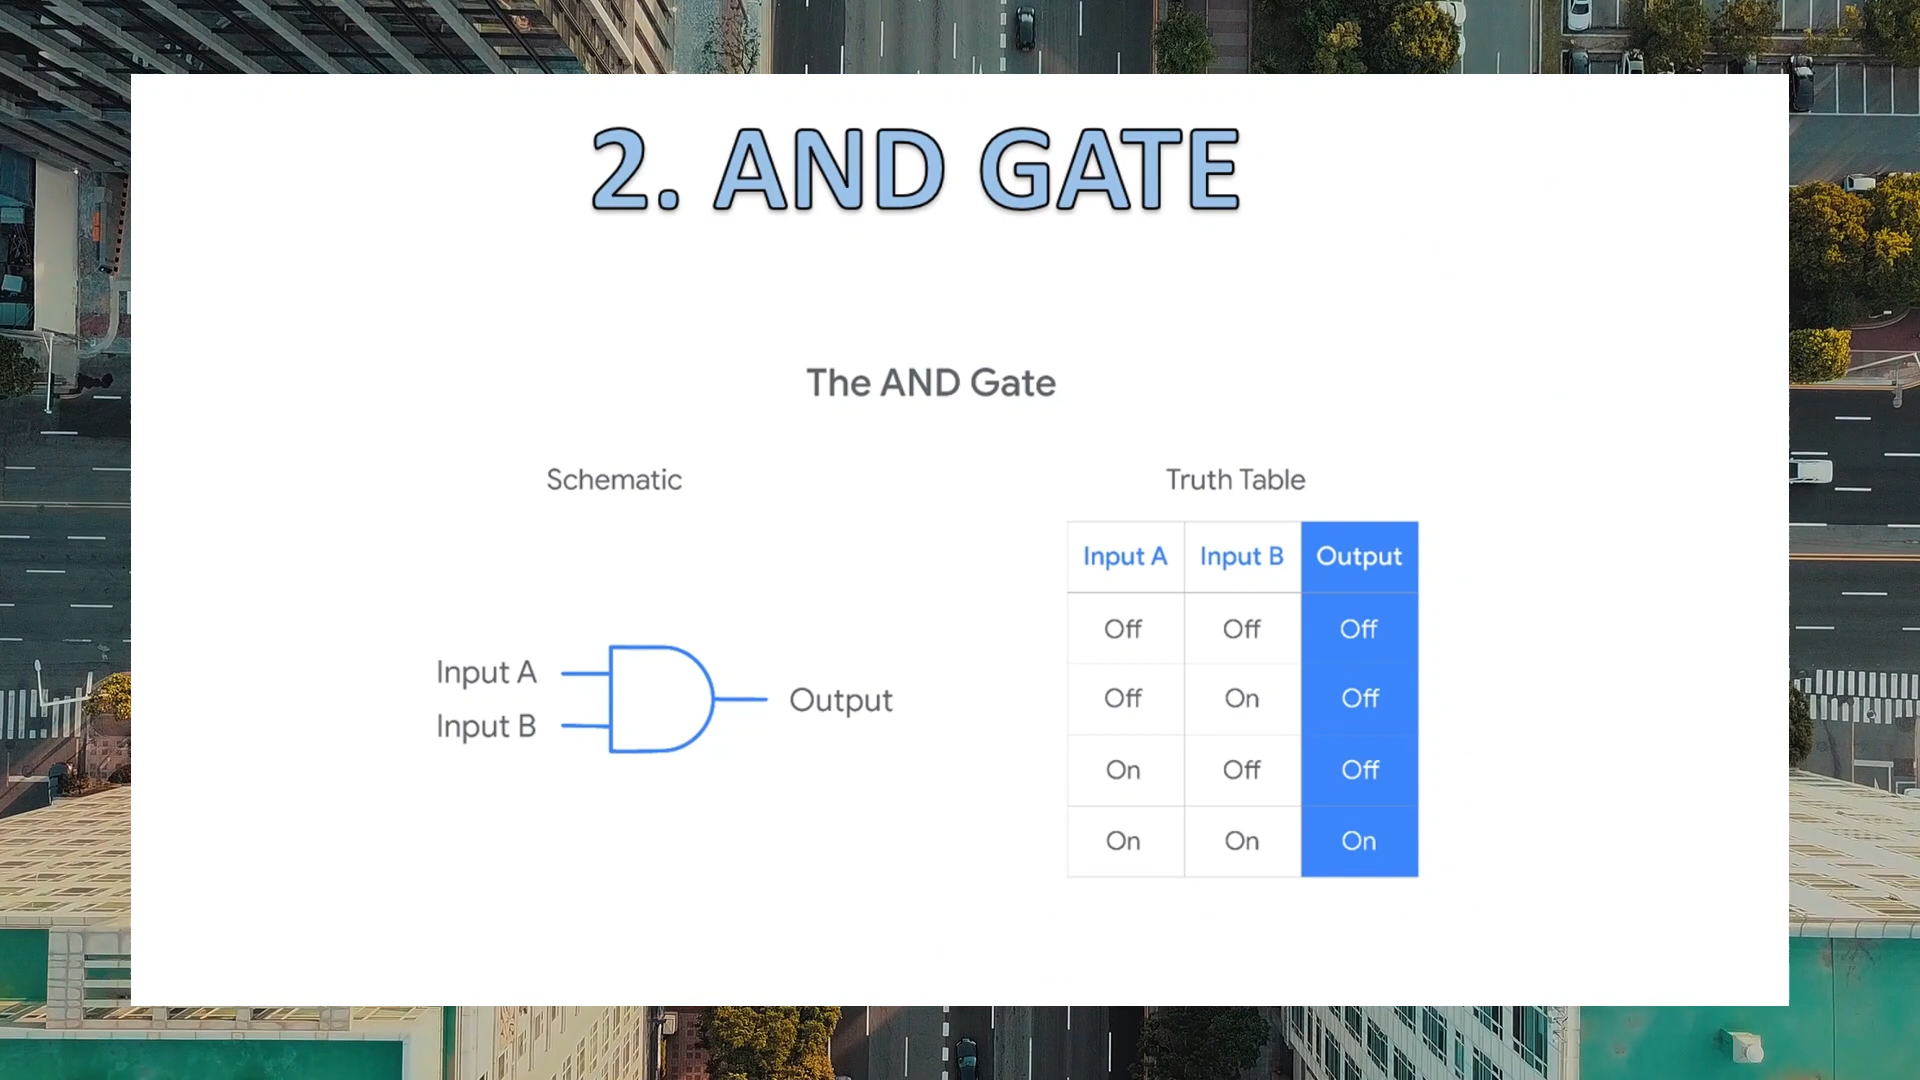 2. AND GATE
The AND Gate
Schematic
Input A
Input B
Output
Truth Table
Input A Input B Output
Off Off Off
Off On Off
On Off Off
On On On